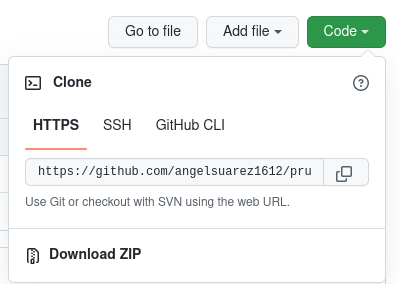 Go to file Add file Code
Clone
HTTPS SSH GitHub CLI
https://github.com/angelsuarez1612/pru
Use Git or checkout with SVN using the web URL.
Download ZIP